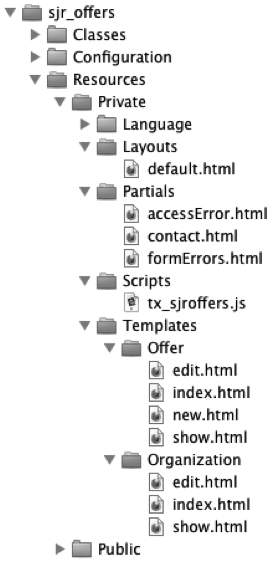 sjr_offers
Classes
Configuration
Resources
Private
Language
Layouts
default.html
Partials
accessError.html
contact.html
formErrors.html
Scripts
tx_sjroffers.js
Templates
Offer
edit.html
index.html
new.html
show.html
Organization
edit.html
index.html
show.html
Public